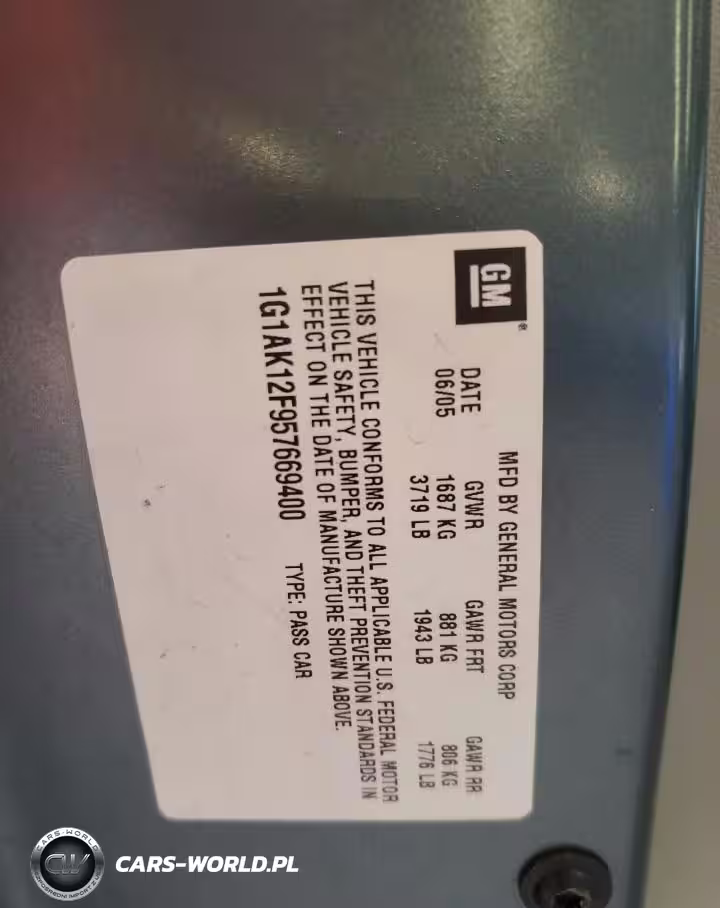 GM ®
MFD BY GENERAL MOTORS CORP
DATE GVWR GAWR FRT GAWR RR
06/05 1687 KG 881 KG 806 KG
3719 LB 1943 LB 1776 LB
THIS VEHICLE CONFORMS TO ALL APPLICABLE U.S. FEDERAL MOTOR
VEHICLE SAFETY, BUMPER, AND THEFT PREVENTION STANDARDS IN
EFFECT ON THE DATE OF MANUFACTURE SHOWN ABOVE.
1G1AK12F957669400 TYPE: PASS CAR
CARS-WORLD
CW
CARS-WORLD.PL